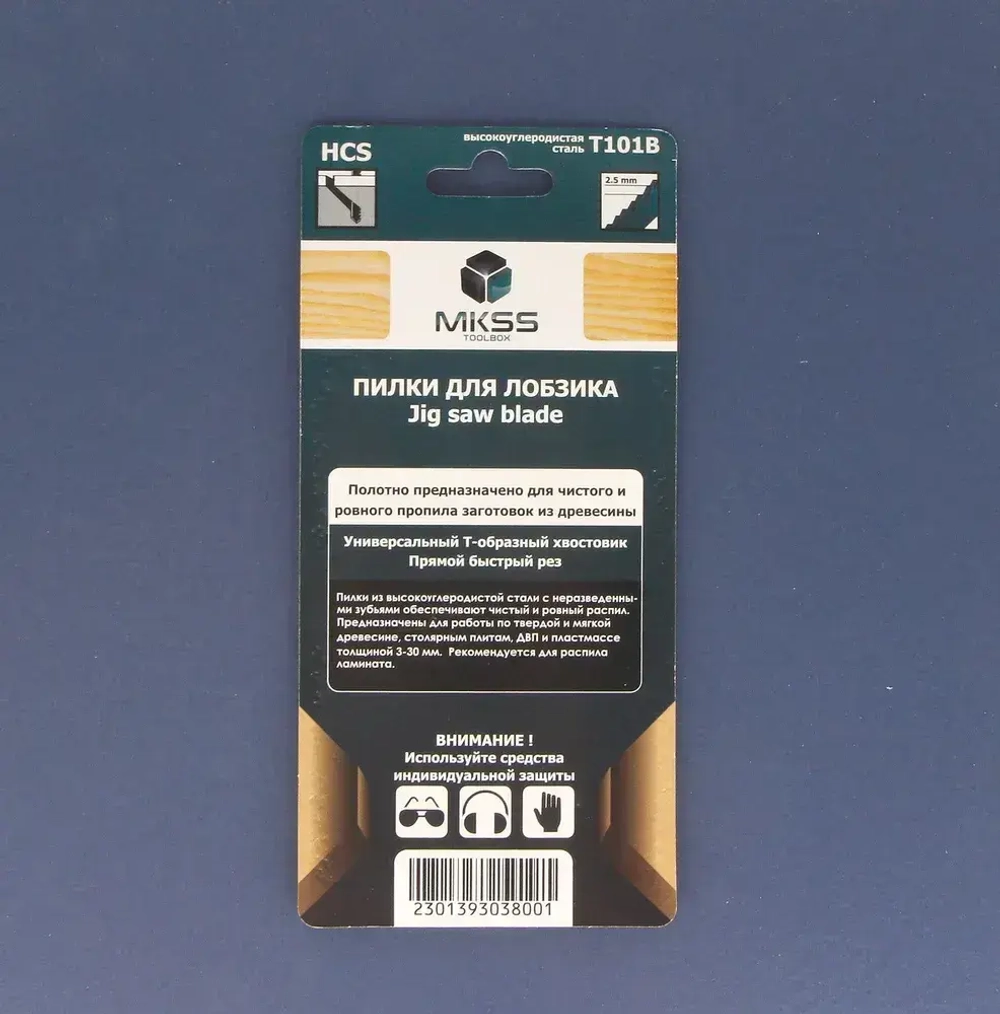 HCS
высокоуглеродистая
сталь T101B
2.5 mm
MKSS
TOOLBOX
ПИЛКИ ДЛЯ ЛОБЗИКА
Jig saw blade
Полотно предназначено для чистого и
ровного пропила заготовок из древесины
Универсальный Т-образный хвостовик
Прямой быстрый рез
Пилки из высокоуглеродистой стали с неразведенны-
ми зубьями обеспечивают чистый и ровный распил.
Предназначены для работы по твердой и мягкой
древесине, столярным плитам, ДВП и пластмассе
толщиной 3-30 мм. Рекомендуется для распила
ламината.
ВНИМАНИЕ !
Используйте средства
индивидуальной защиты
2301393038001